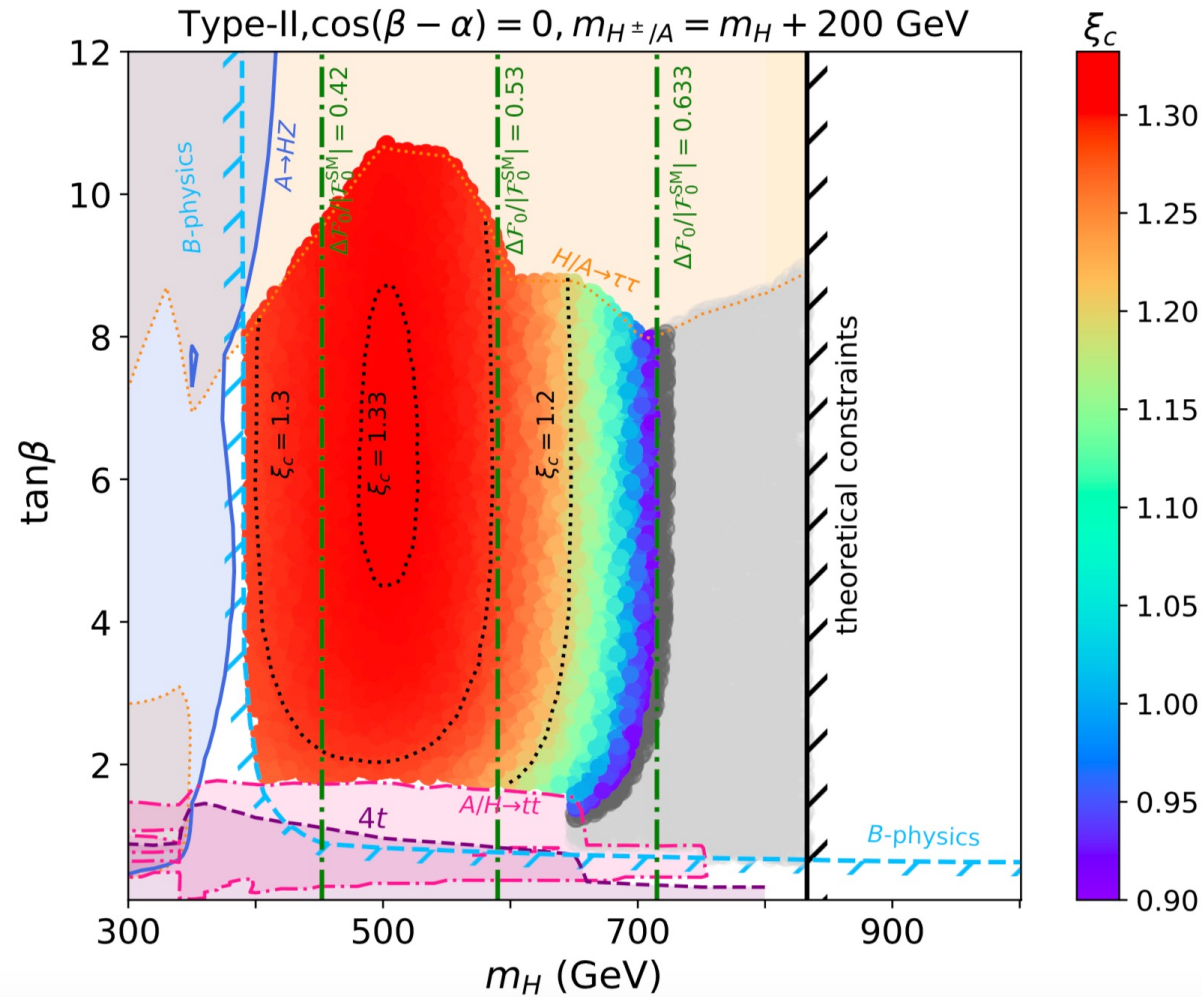 Type-II,cos(β − α) = 0, m_{H^±/A} = m_H + 200 GeV
ξ_c
12
10
8
6
4
2
tanβ
300
500
700
900
m_H (GeV)
B-physics
A→HZ
ΔF_0/|F_0^{SM}| = 0.42
ΔF_0/|F_0^{SM}| = 0.53
ΔF_0/|F_0^{SM}| = 0.633
H/A→ττ
ξ_c = 1.3
ξ_c = 1.33
ξ_c = 1.2
theoretical constraints
A/H→tt
4t
B-physics
1.30
1.25
1.20
1.15
1.10
1.05
1.00
0.95
0.90